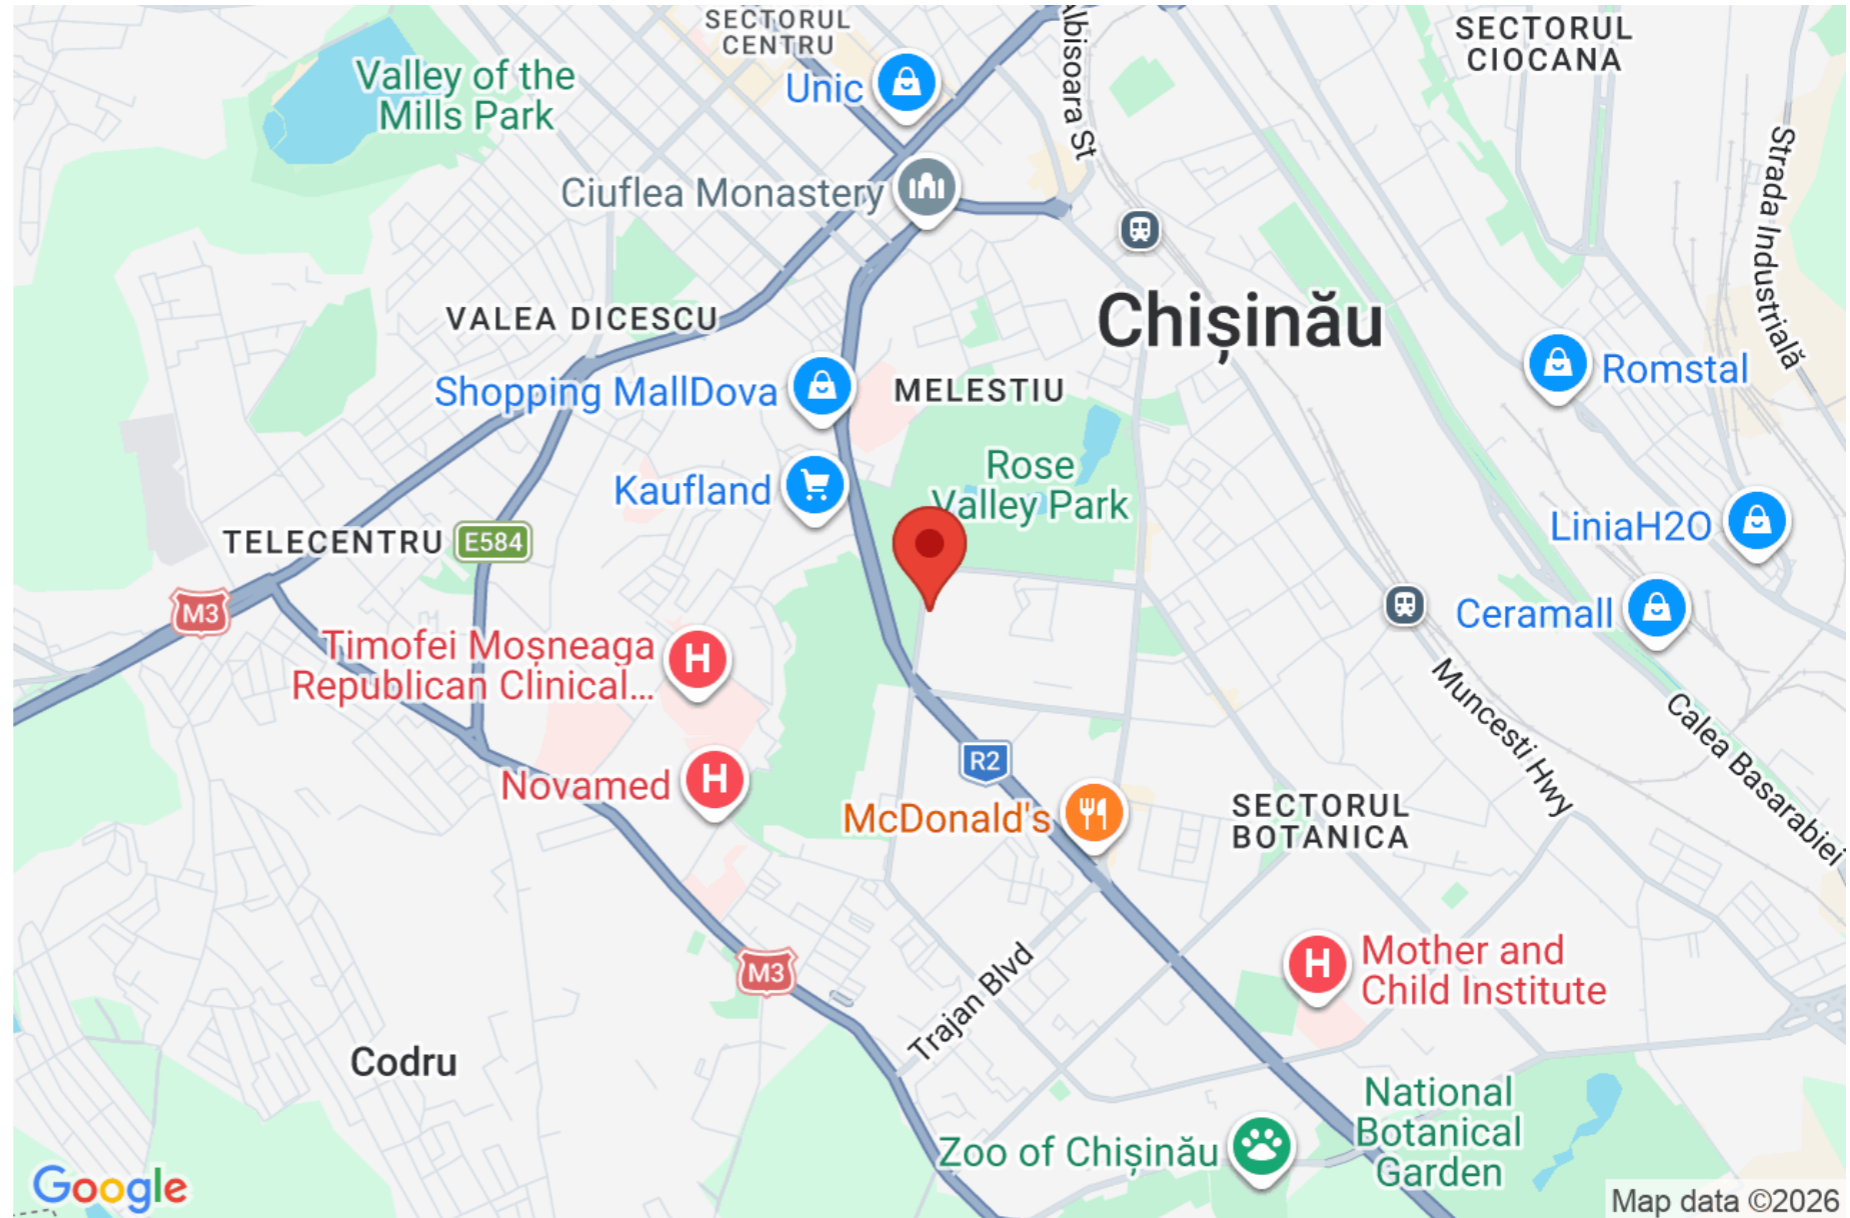 SECTORUL
CENTRU
SECTORUL
CIOCANA
Valley of the
Mills Park
Unic
Albisoara St
Strada Industrială
Ciuflea Monastery
Chișinău
VALEA DICESCU
Shopping MallDova
MELESTIU
Romstal
Rose
Valley Park
Kaufland
LiniaH2O
TELECENTRU
E584
M3
Ceramall
Timofei Moșneaga
Republican Clinical...
H
Muncesti Hwy
Calea Basarabiei
R2
Novamed
H
McDonald's
SECTORUL
BOTANICA
M3
Trajan Blvd
H
Mother and
Child Institute
Codru
National
Botanical
Garden
Zoo of Chișinău
Google
Map data ©2026